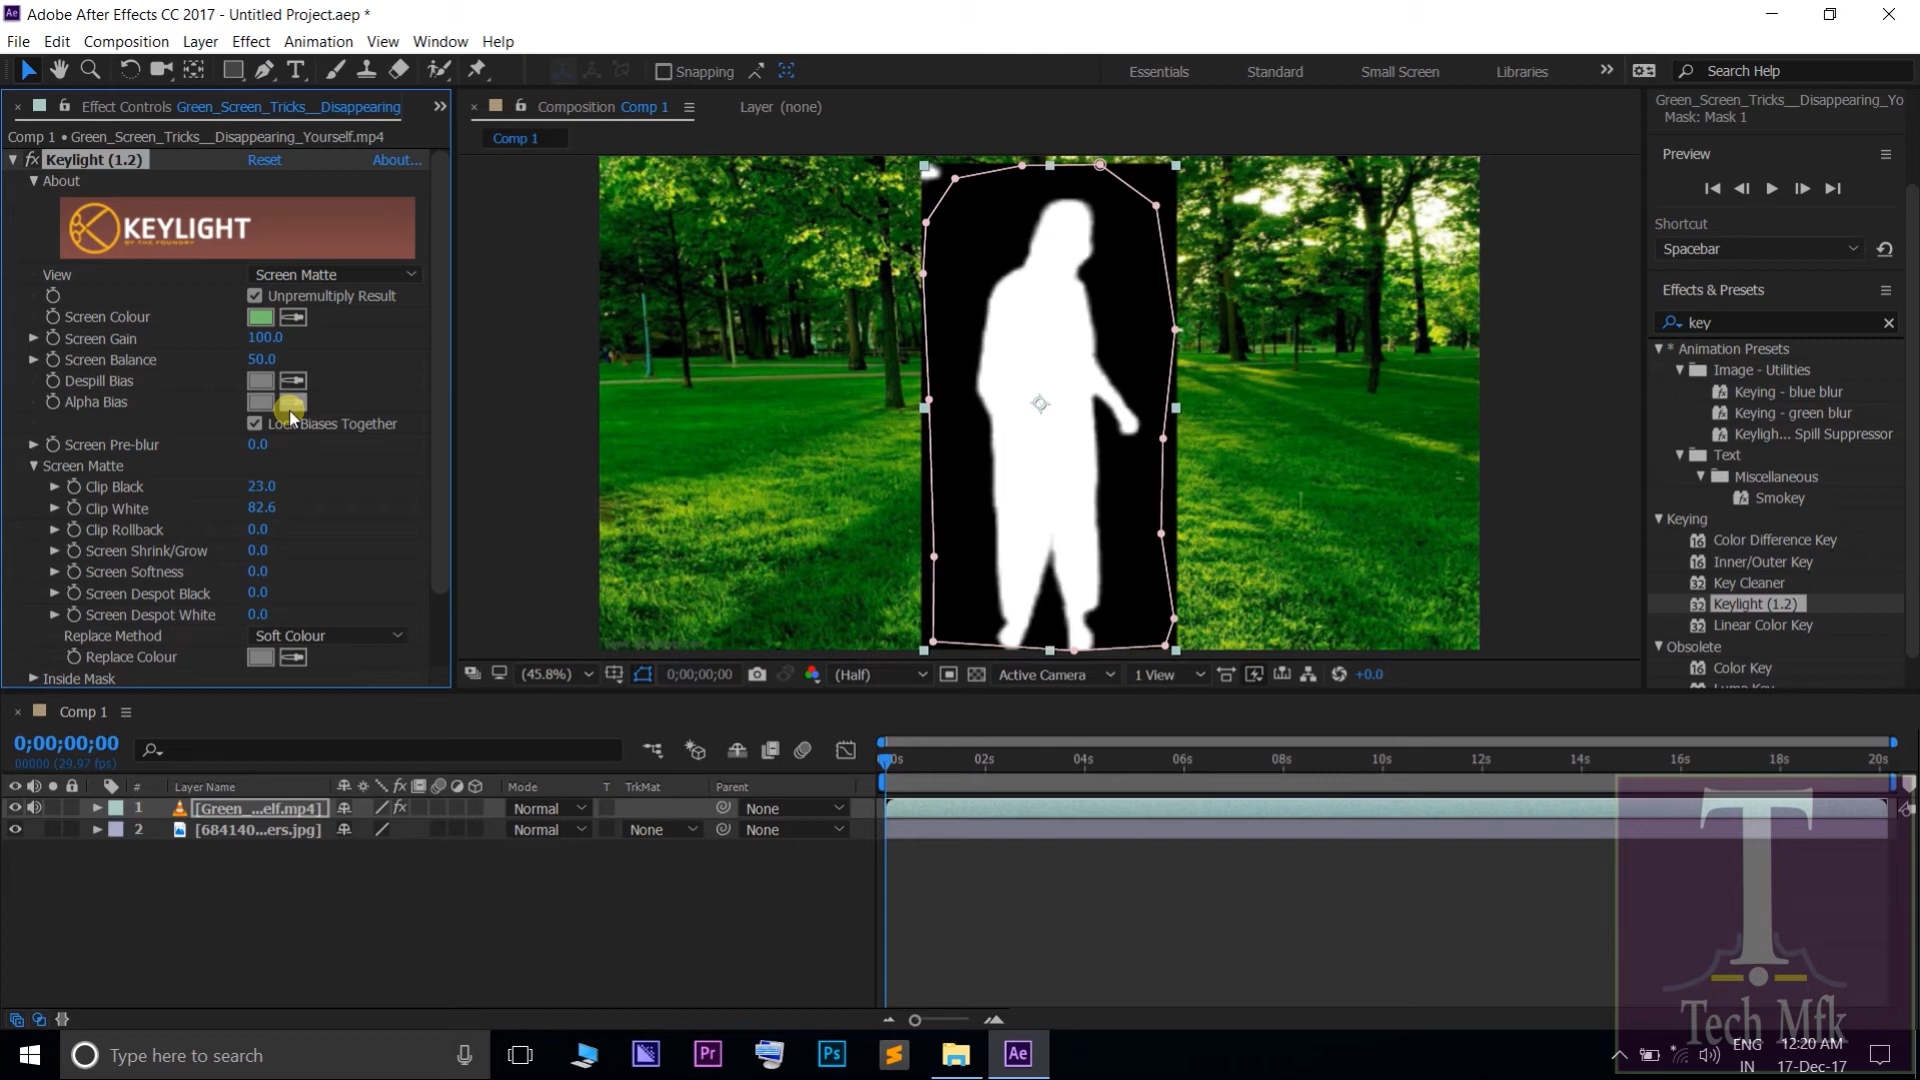 Adobe After Effects CC 2017 - Untitled Project.aep *
File Edit Composition Layer Effect Animation View Window Help
Snapping
Essentials Standard Small Screen Libraries
Search Help
Effect Controls Green_Screen_Tricks__Disappearing
Composition Comp 1
Layer (none)
Green_Screen_Tricks__Disappearing_Yo
Mask: Mask 1
Comp 1 • Green_Screen_Tricks__Disappearing_Yourself.mp4
Comp 1
fx Keylight (1.2) Reset About...
About
KEYLIGHT
BY THE FOUNDRY
View Screen Matte
Unpremultiply Result
Screen Colour
Screen Gain 100.0
Screen Balance 50.0
Despill Bias
Alpha Bias
Lock Biases Together
Screen Pre-blur 0.0
Screen Matte
Clip Black 23.0
Clip White 82.6
Clip Rollback 0.0
Screen Shrink/Grow 0.0
Screen Softness 0.0
Screen Despot Black 0.0
Screen Despot White 0.0
Replace Method Soft Colour
Replace Colour
Inside Mask
Preview
Shortcut
Spacebar
Effects & Presets
key
* Animation Presets
Image - Utilities
Keying - blue blur
Keying - green blur
Keyligh... Spill Suppressor
Text
Miscellaneous
Smokey
Keying
Color Difference Key
Inner/Outer Key
Key Cleaner
Keylight (1.2)
Linear Color Key
Obsolete
Color Key
(45.8%) 0;00;00;00 (Half) Active Camera 1 View +0.0
Comp 1
0;00;00;00
00000 (29.97 fps)
0s 02s 04s 06s 08s 10s 12s 14s 16s 18s 20s
# Layer Name fx Mode T TrkMat Parent
1 [Green_...elf.mp4] fx Normal None
2 [684140...ers.jpg] Normal None None
T
Tech Mfk
Type here to search
Pr
Ps
Ae
ENG
IN
12:20 AM
17-Dec-17